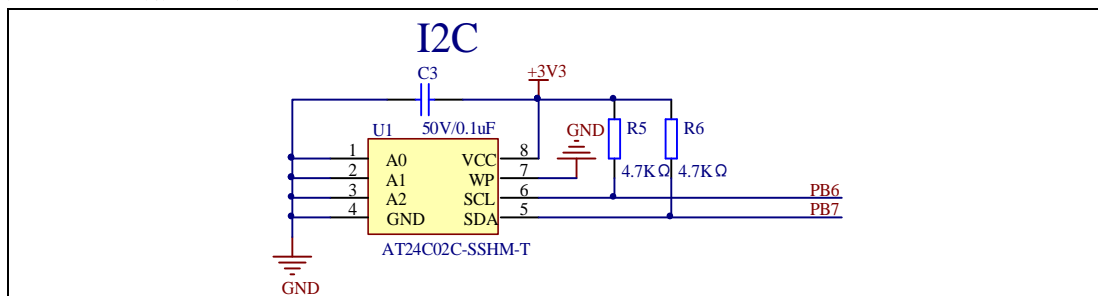 I2C
C3
+3V3
U1
50V/0.1uF
GND
R5
R6
1
A0
VCC
8
4.7KΩ
4.7KΩ
2
A1
WP
7
3
A2
SCL
6
PB6
4
GND
SDA
5
PB7
AT24C02C-SSHM-T
GND